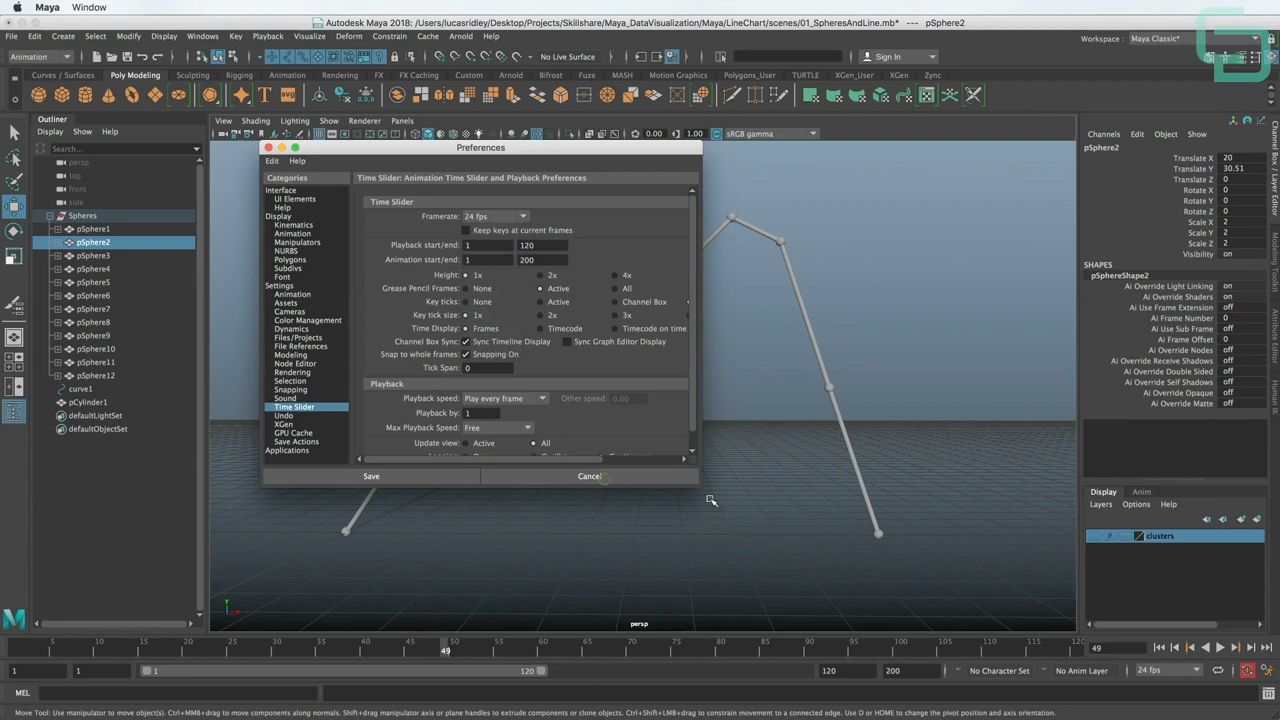 Maya Window
Autodesk Maya 2018: /Users/lucasridley/Desktop/Projects/Skillshare/Maya_DataVisualization/Maya/LineChart/scenes/01_SpheresAndLine.mb* --- pSphere2
File Edit Create Select Modify Display Windows Key Playback Visualize Deform Constrain Cache Arnold Help Workspace : Maya Classic*
Animation No Live Surface Sign In
Curves / Surfaces Poly Modeling Sculpting Rigging Animation Rendering FX FX Caching Custom Arnold Bifrost Fuze MASH Motion Graphics Polygons_User TURTLE XGen_User XGen Zync
Outliner
Display Show Help
Search...
persp
top
front
side
Spheres
pSphere1
pSphere2
pSphere3
pSphere4
pSphere5
pSphere6
pSphere7
pSphere8
pSphere9
pSphere10
pSphere11
pSphere12
curve1
pCylinder1
defaultLightSet
defaultObjectSet
View Shading Lighting Show Renderer Panels
0.00 1.00 sRGB gamma
Preferences
Edit Help
Categories
Interface
UI Elements
Help
Display
Kinematics
Animation
Manipulators
NURBS
Polygons
Subdivs
Font
Settings
Animation
Assets
Cameras
Color Management
Dynamics
Files/Projects
File References
Modeling
Node Editor
Rendering
Selection
Snapping
Sound
Time Slider
Undo
XGen
GPU Cache
Save Actions
Applications
Time Slider: Animation Time Slider and Playback Preferences
Time Slider
Framerate: 24 fps
Keep keys at current frames
Playback start/end: 1 120
Animation start/end: 1 200
Height: 1x 2x 4x
Grease Pencil Frames: None Active All
Key ticks: None Active Channel Box
Key tick size: 1x 2x 3x
Time Display: Frames Timecode Timecode on time
Channel Box Sync: Sync Timeline Display Sync Graph Editor Display
Snap to whole frames: Snapping On
Tick Span: 0
Playback
Playback speed: Play every frame Other speed: 0.00
Playback by: 1
Max Playback Speed: Free
Update view: Active All
Save Cancel
persp
Channels Edit Object Show
pSphere2
Translate X 20
Translate Y 30.51
Translate Z 0
Rotate X 0
Rotate Y 0
Rotate Z 0
Scale X 2
Scale Y 2
Scale Z 2
Visibility on
SHAPES
pSphereShape2
Ai Override Light Linking on
Ai Override Shaders on
Ai Use Frame Extension off
Ai Frame Number 0
Ai Use Sub Frame off
Ai Frame Offset 0
Ai Override Nodes off
Ai Override Receive Shadows off
Ai Override Double Sided off
Ai Override Self Shadows off
Ai Override Opaque off
Ai Override Matte off
Display Anim
Layers Options Help
P clusters
Channel Box / Layer Editor
Modeling Toolkit
Attribute Editor
5 10 15 20 25 30 35 40 45 49 50 55 60 65 70 75 80 85 90 95 100 105 110 115 120
49
1 1 1 120 120 200 No Character Set No Anim Layer 24 fps
MEL
Move Tool: Use manipulator to move object(s). Ctrl+MMB+drag to move components along normals. Shift+drag manipulator axis or plane handles to extrude components or clone objects. Ctrl+Shift+LMB+drag to constrain movement to a connected edge. Use D or HOME to change the pivot position and axis orientation.